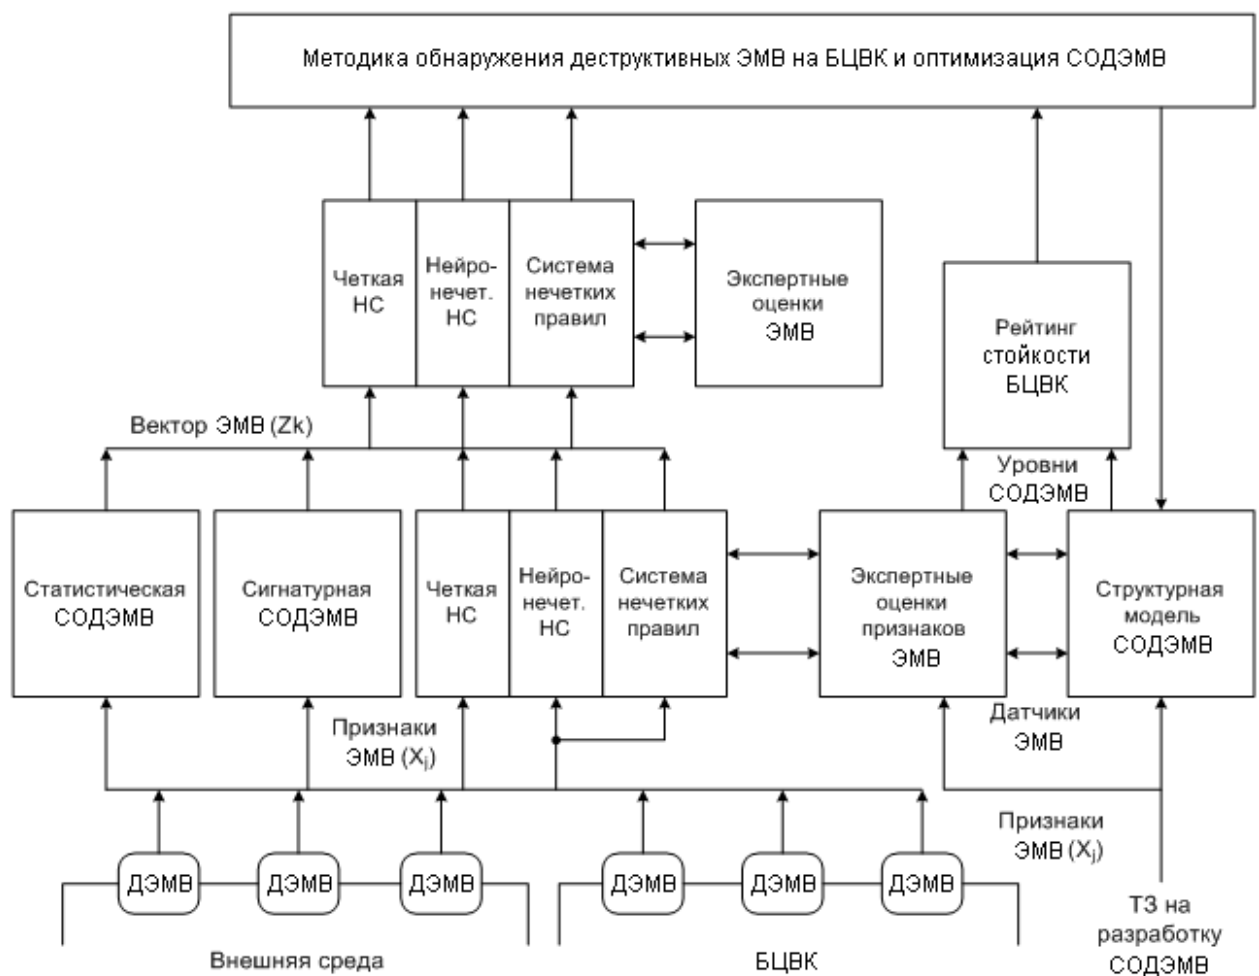 Методика обнаружения деструктивных ЭМВ на БЦВК и оптимизация СОДЭМВ
Четкая
НС
Нейро-
нечет.
НС
Система
нечетких
правил
Экспертные
оценки
ЭМВ
Рейтинг
стойкости
БЦВК
Вектор ЭМВ (Zk)
Уровни
СОДЭМВ
Статистическая
СОДЭМВ
Сигнатурная
СОДЭМВ
Четкая
НС
Нейро-
нечет.
НС
Система
нечетких
правил
Экспертные
оценки
признаков
ЭМВ
Структурная
модель
СОДЭМВ
Признаки
ЭМВ (Xj)
Датчики
ЭМВ
Признаки
ЭМВ (Xj)
ДЭМВ
ДЭМВ
ДЭМВ
ДЭМВ
ДЭМВ
ДЭМВ
Внешняя среда
БЦВК
ТЗ на
разработку
СОДЭМВ